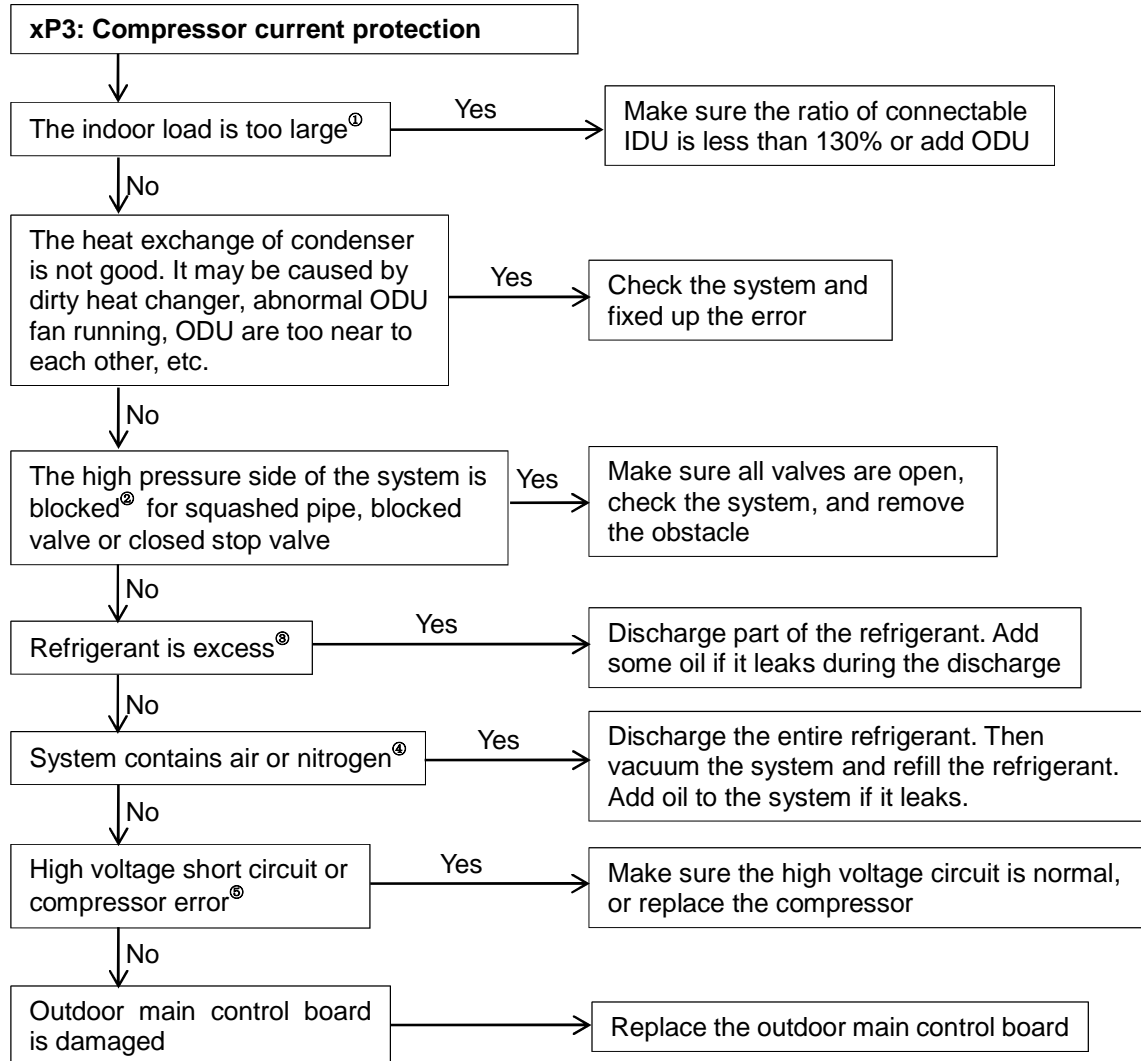 xP3: Compressor current protection
The indoor load is too large①
Yes
Make sure the ratio of connectable
IDU is less than 130% or add ODU
No
The heat exchange of condenser
is not good. It may be caused by
dirty heat changer, abnormal ODU
fan running, ODU are too near to
each other, etc.
Yes
Check the system and
fixed up the error
No
The high pressure side of the system is
blocked② for squashed pipe, blocked
valve or closed stop valve
Yes
Make sure all valves are open,
check the system, and remove
the obstacle
No
Refrigerant is excess③
Yes
Discharge part of the refrigerant. Add
some oil if it leaks during the discharge
No
System contains air or nitrogen④
Yes
Discharge the entire refrigerant. Then
vacuum the system and refill the refrigerant.
Add oil to the system if it leaks.
No
High voltage short circuit or
compressor error⑤
Yes
Make sure the high voltage circuit is normal,
or replace the compressor
No
Outdoor main control board
is damaged
Replace the outdoor main control board